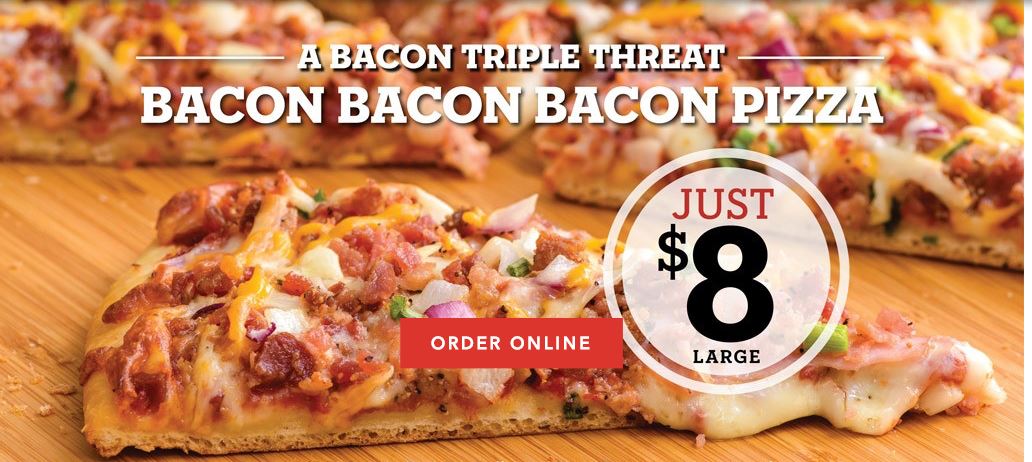 A BACON TRIPLE THREAT
BACON BACON BACON PIZZA
JUST
$8
LARGE
ORDER ONLINE